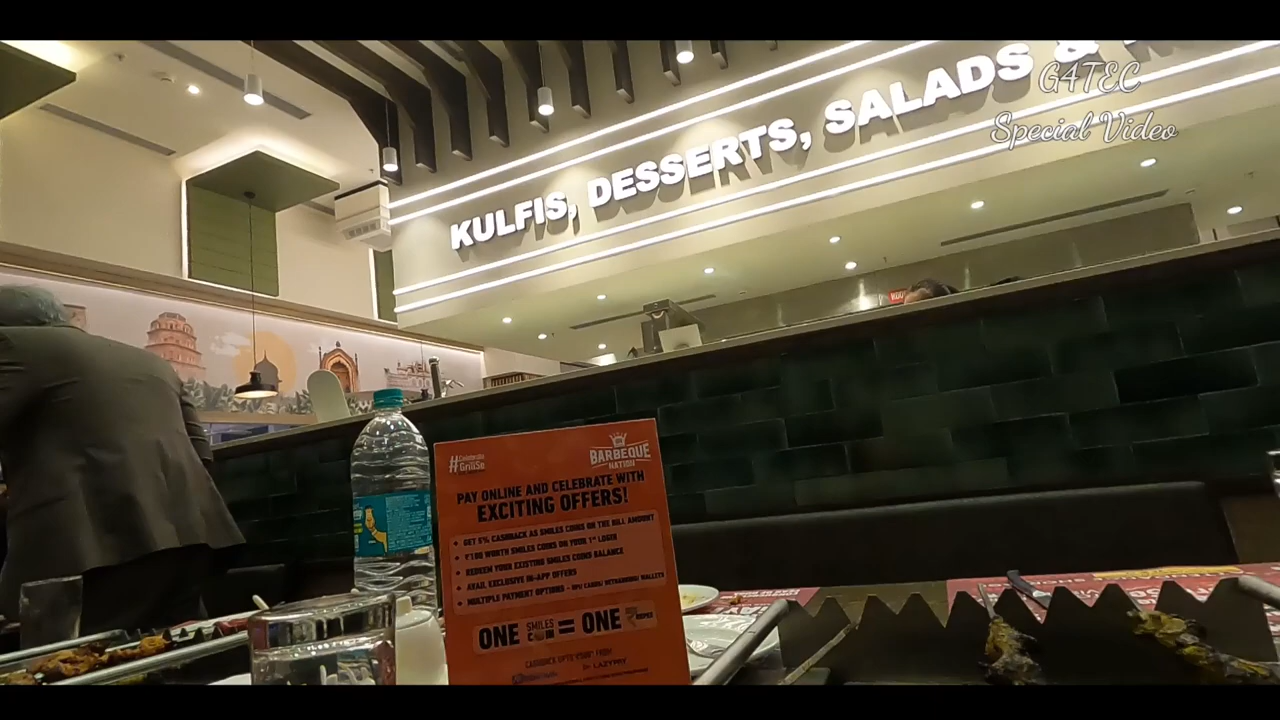 G4TEC
Special Video
KULFIS, DESSERTS, SALADS &
#Celebrate
GrillSe
BARBEQUE
NATION
PAY ONLINE AND CELEBRATE WITH
EXCITING OFFERS!
• GET 5% CASHBACK AS SMILES COINS ON THE BILL AMOUNT
• ₹100 WORTH SMILES COINS ON YOUR 1ST LOGIN
• REDEEM YOUR EXISTING SMILES COINS BALANCE
• AVAIL EXCLUSIVE IN-APP OFFERS
• MULTIPLE PAYMENT OPTIONS - UPI/ CARDS/ NETBANKING/ WALLETS
ONE SMILES = ONE
CASHBACK UPTO FROM
LAZYPAY